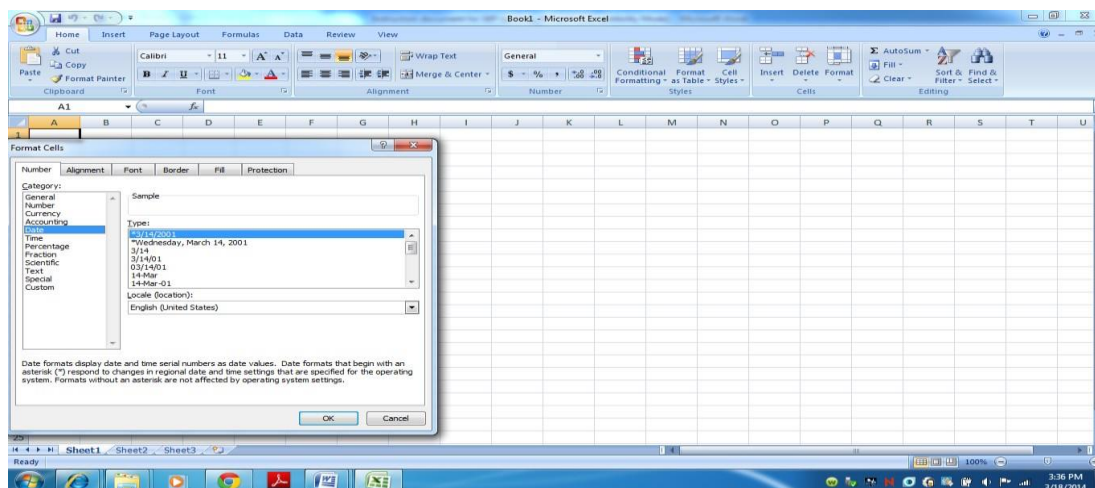 Book1 - Microsoft Excel
Home Insert Page Layout Formulas Data Review View
Cut
Copy
Format Painter
Paste
Clipboard
Calibri 11
B I U
Font
Wrap Text
Merge & Center
Alignment
General
$ % ,
Number
Conditional Formatting
Format as Table
Cell Styles
Styles
Insert Delete Format
Cells
Σ AutoSum
Fill
Clear
Sort & Filter
Find & Select
Editing
A1
fx
A B C D E F G H I J K L M N O P Q R S T U
1
Format Cells
Number Alignment Font Border Fill Protection
Category:
General
Number
Currency
Accounting
Date
Time
Percentage
Fraction
Scientific
Text
Special
Custom
Sample
Type:
*3/14/2001
*Wednesday, March 14, 2001
3/14
3/14/01
03/14/01
14-Mar
14-Mar-01
Locale (location):
English (United States)
Date formats display date and time serial numbers as date values. Date formats that begin with an
asterisk (*) respond to changes in regional date and time settings that are specified for the operating
system. Formats without an asterisk are not affected by operating system settings.
OK Cancel
25
Sheet1 Sheet2 Sheet3
Ready
100%
3:36 PM
3/18/2014